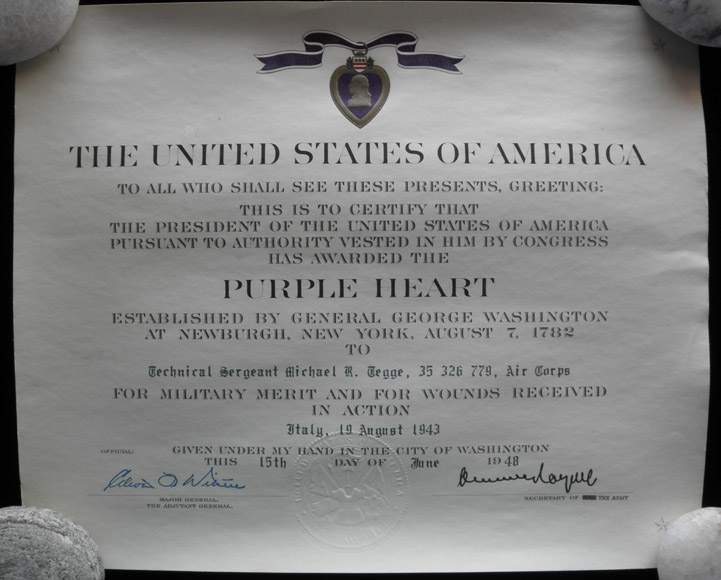 THE UNITED STATES OF AMERICA
TO ALL WHO SHALL SEE THESE PRESENTS, GREETING:
THIS IS TO CERTIFY THAT
THE PRESIDENT OF THE UNITED STATES OF AMERICA
PURSUANT TO AUTHORITY VESTED IN HIM BY CONGRESS
HAS AWARDED THE
PURPLE HEART
ESTABLISHED BY GENERAL GEORGE WASHINGTON
AT NEWBURGH, NEW YORK, AUGUST 7, 1782
TO
Technical Sergeant Michael R. Tegge, 35 326 779, Air Corps
FOR MILITARY MERIT AND FOR WOUNDS RECEIVED
IN ACTION
Italy, 19 August 1943
OFFICIAL: GIVEN UNDER MY HAND IN THE CITY OF WASHINGTON
THIS 15th DAY OF June 1948
MAJOR GENERAL.
THE ADJUTANT GENERAL.
SECRETARY OF THE ARMY